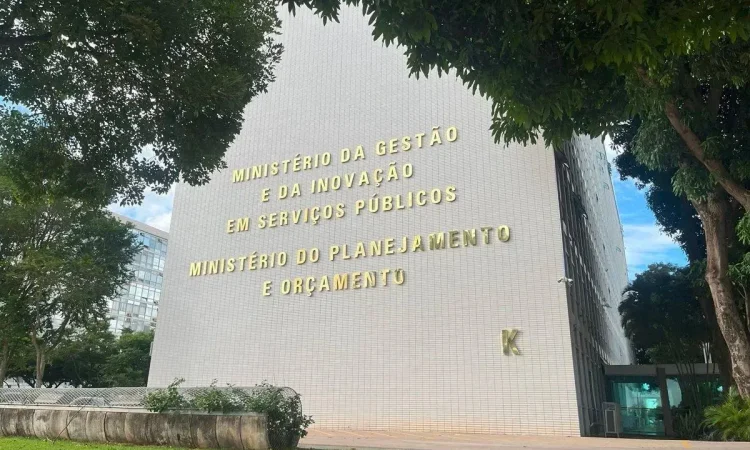 MINISTÉRIO DA GESTÃO
E DA INOVAÇÃO
EM SERVIÇOS PÚBLICOS
MINISTÉRIO DO PLANEJAMENTO
E ORÇAMENTO
K